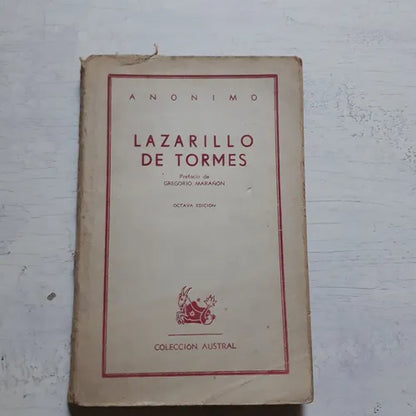 ANONIMO
LAZARILLO
DE TORMES
Prefacio de
GREGORIO MARAÑON
OCTAVA EDICION
COLECCION AUSTRAL